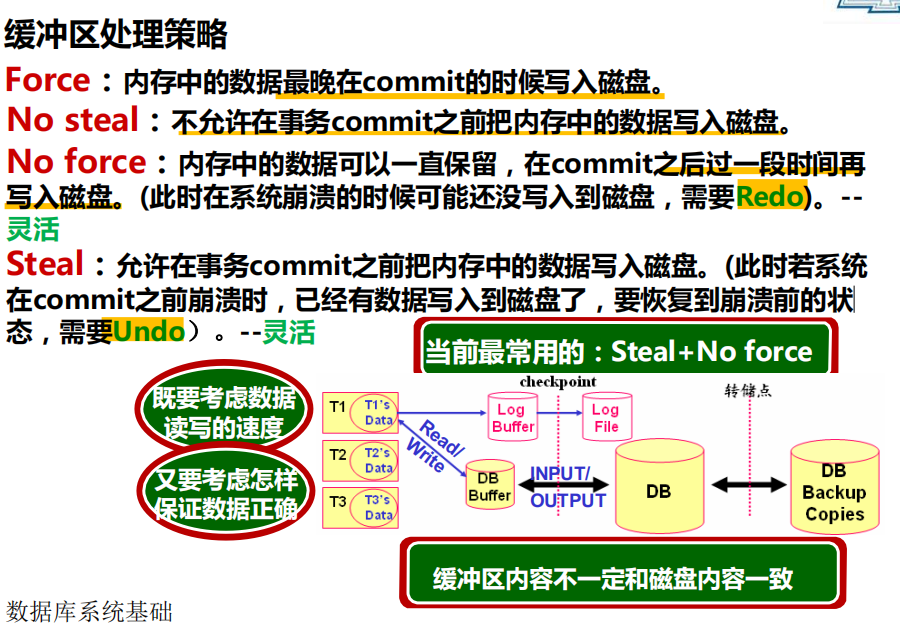 缓冲区处理策略
Force：内存中的数据最晚在commit的时候写入磁盘。
No steal：不允许在事务commit之前把内存中的数据写入磁盘。
No force：内存中的数据可以一直保留，在commit之后过一段时间再
写入磁盘。(此时在系统崩溃的时候可能还没写入到磁盘，需要Redo)。--
灵活
Steal：允许在事务commit之前把内存中的数据写入磁盘。(此时若系统
在commit之前崩溃时，已经有数据写入到磁盘了，要恢复到崩溃前的状
态，需要Undo）。--灵活
当前最常用的：Steal+No force
既要考虑数据
读写的速度
又要考虑怎样
保证数据正确
T1
T1's
Data
T2
T2's
Data
T3
T3's
Data
Read/
Write
Log
Buffer
checkpoint
Log
File
DB
Buffer
INPUT/
OUTPUT
DB
转储点
DB
Backup
Copies
缓冲区内容不一定和磁盘内容一致
数据库系统基础